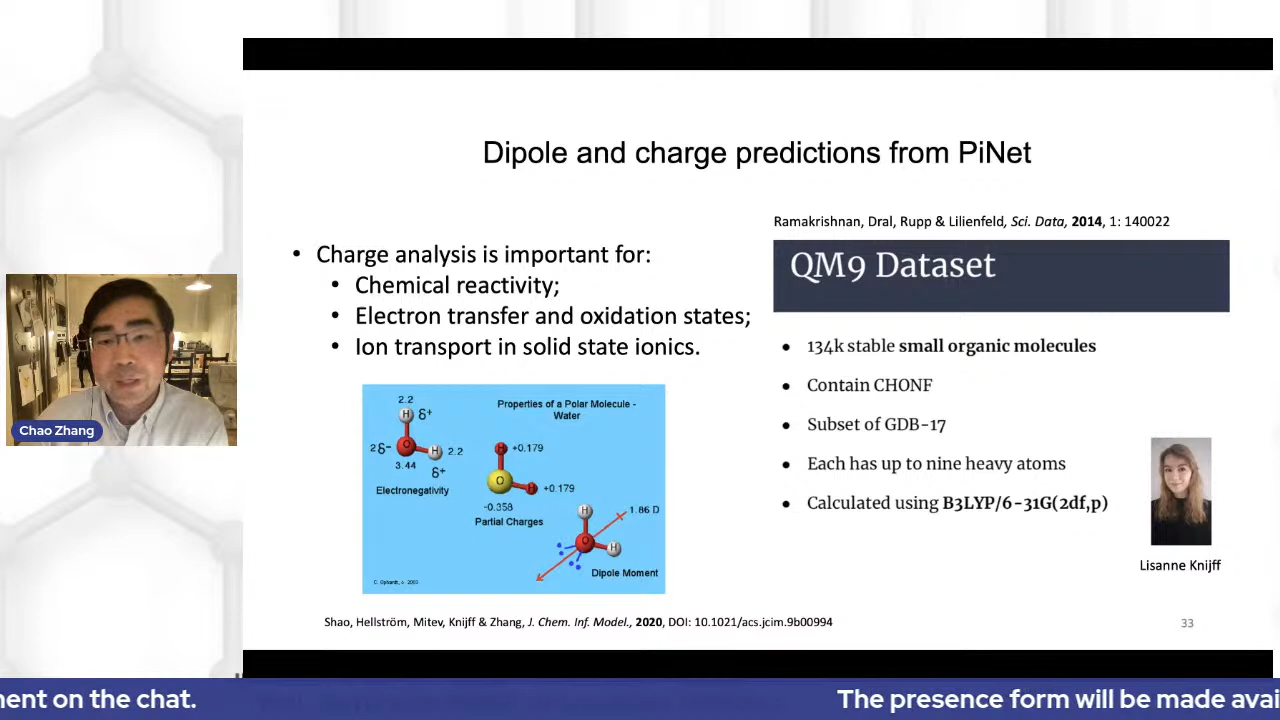 Dipole and charge predictions from PiNet
Ramakrishnan, Dral, Rupp & Lilienfeld, Sci. Data, 2014, 1: 140022
• Charge analysis is important for:
• Chemical reactivity;
• Electron transfer and oxidation states;
• Ion transport in solid state ionics.
QM9 Dataset
• 134k stable small organic molecules
• Contain CHONF
• Subset of GDB-17
• Each has up to nine heavy atoms
• Calculated using B3LYP/6-31G(2df,p)
Properties of a Polar Molecule -
Water
2.2
H δ+
2δ- O H 2.2
3.44 δ+
Electronegativity
H +0.179
O H +0.179
-0.358
Partial Charges
H 1.86 D
O H
Dipole Moment
Lisanne Knijff
Chao Zhang
Shao, Hellström, Mitev, Knijff & Zhang, J. Chem. Inf. Model., 2020, DOI: 10.1021/acs.jcim.9b00994
33
ment on the chat.
The presence form will be made avai